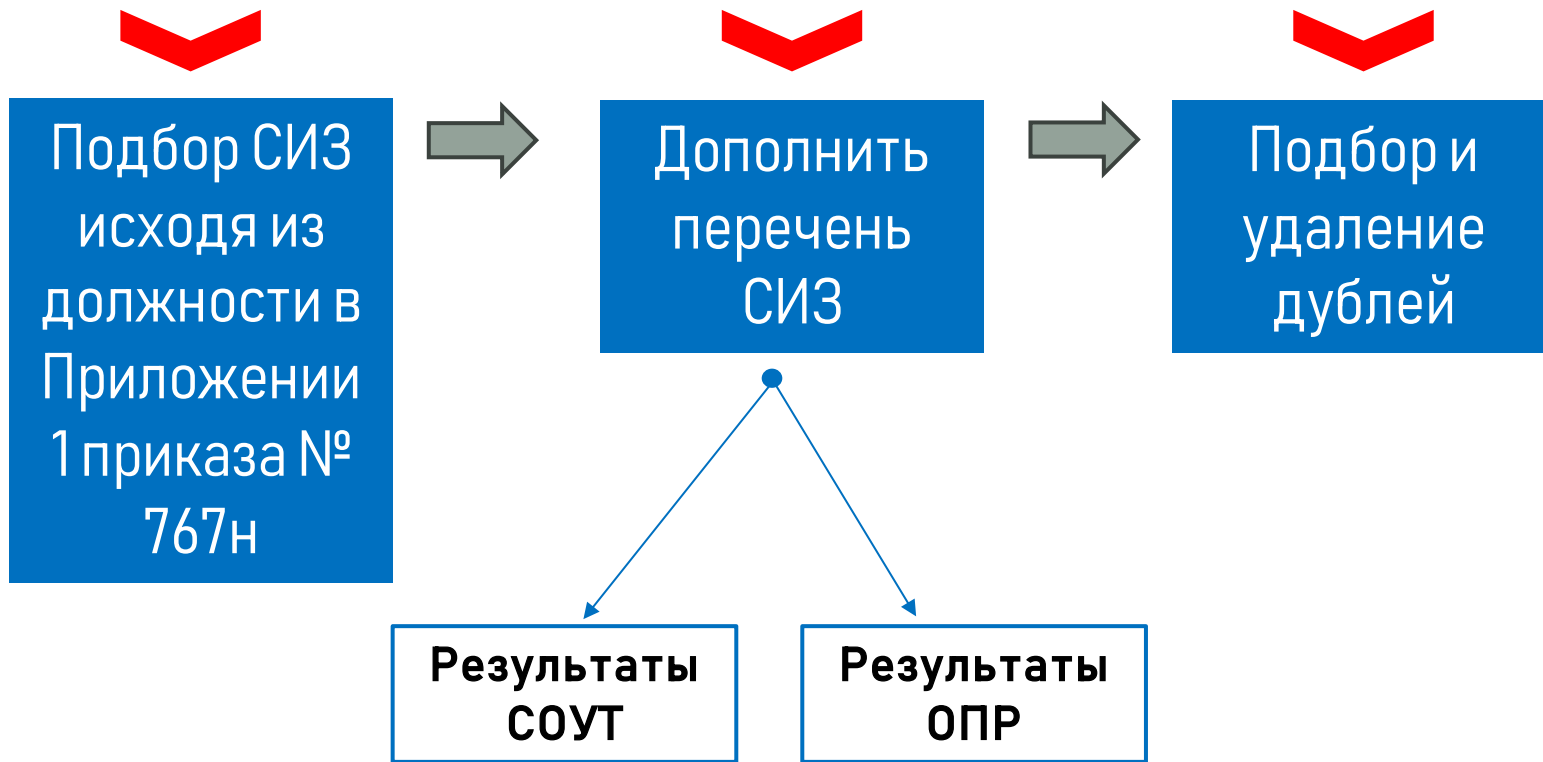 Подбор СИЗ
исходя из
должности в
Приложении
1 приказа №
767н
Дополнить
перечень
СИЗ
Подбор и
удаление
дублей
Результаты
СОУТ
Результаты
ОПР